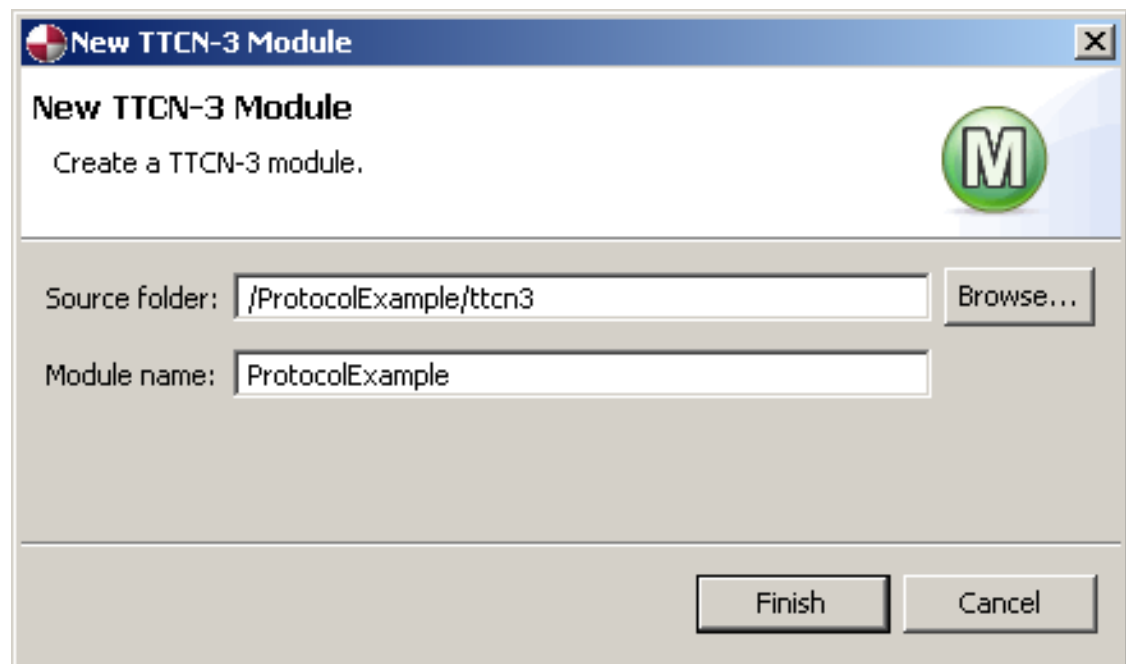 New TTCN-3 Module
New TTCN-3 Module
Create a TTCN-3 module.
M
Source folder: /ProtocolExample/ttcn3 Browse...
Module name: ProtocolExample
Finish Cancel